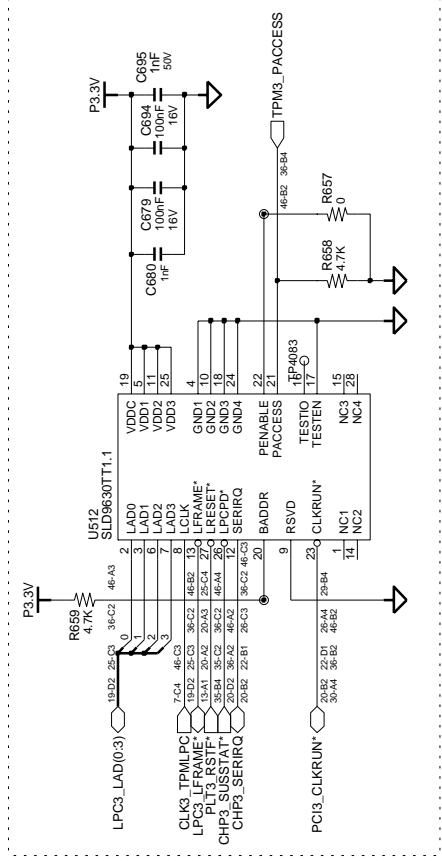 P3.3V
R659
4.7K
LPC3_LAD(0:3)
19-D2 25-C3 36-C2 46-A3
0
1
2
3
CLK3_TPMLPC
7-C4 46-C3
LPC3_LFRAME*
19-D2 25-C3 36-C2 46-B2
PLT3_RSTF*
13-A1 20-A2 20-A3 25-C4
CHP3_SUSSTAT*
35-B4 35-C2 46-A4
CHP3_SERIRQ
20-D2 36-A2 46-A2 36-C2 46-C3
20-B2 22-B1 26-C3
PCI3_CLKRUN*
20-B2 22-D1 26-A4 29-B4
30-A4 36-B2 46-B2
U512
SLD9630TT1.1
2 LAD0
3 LAD1
6 LAD2
7 LAD3
8 LCLK
13 LFRAME*
27 LRESET*
26 LPCPD*
12 SERIRQ
20 BADDR
9 RSVD
23 CLKRUN*
1 NC1
14 NC2
VDDC 19
VDD1 5
VDD2 11
VDD3 25
GND1 4
GND2 10
GND3 18
GND4 24
PENABLE 22
PACCESS 21
TESTIO 16
TESTEN 17
NC3 15
NC4 28
TP4083
P3.3V
C680
1nF
C679
100nF
16V
C694
100nF
16V
C695
1nF
50V
R658
4.7K
R657
0
TPM3_PACCESS
46-B2 36-B4